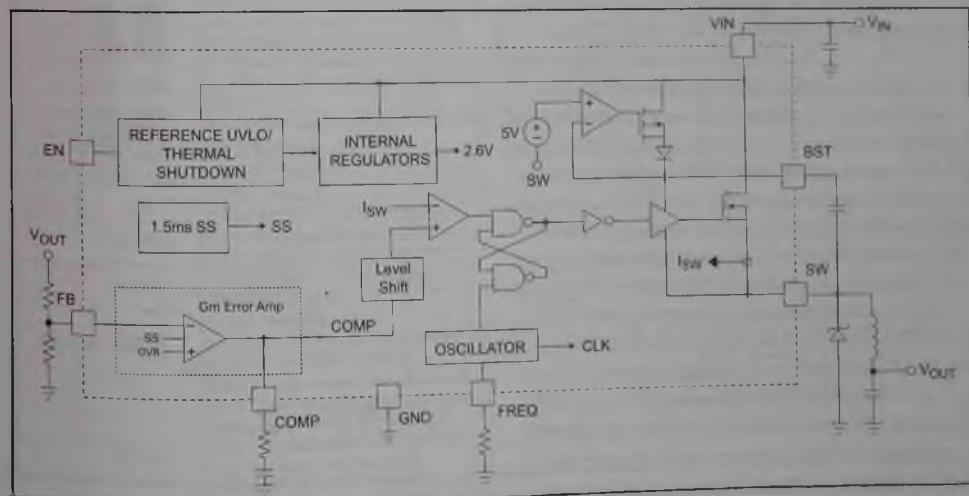 VIN
VIN
EN
REFERENCE UVLO/
THERMAL
SHUTDOWN
INTERNAL
REGULATORS
2.6V
5V
SW
BST
1.5ms SS
SS
ISW
VOUT
FB
Gm Error Amp
SS
Level
Shift
COMP
ISW
SW
OSCILLATOR
CLK
VOUT
COMP
GND
FREQ